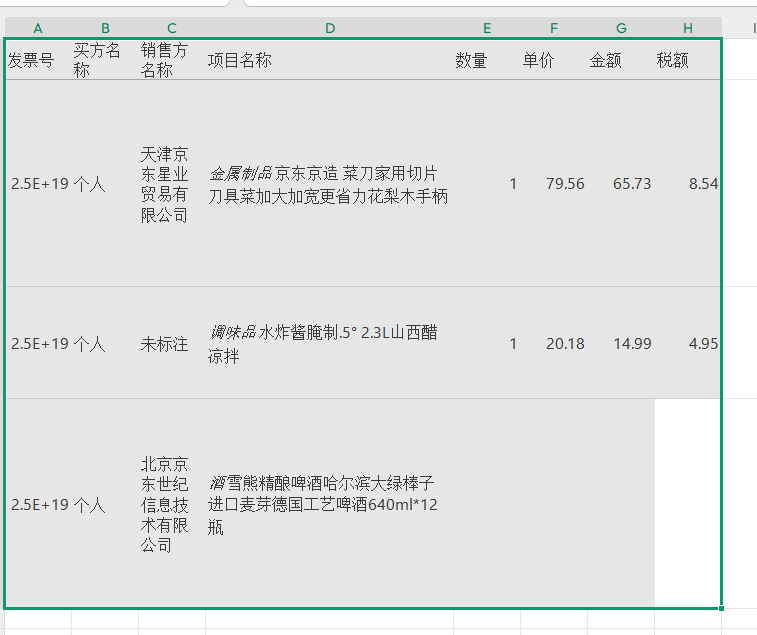 A B C D E F G H I
发票号 买方名称 销售方名称 项目名称 数量 单价 金额 税额
2.5E+19 个人 天津京东星业贸易有限公司 金属制品京东京造 菜刀家用切片刀具菜加大加宽更省力花梨木手柄 1 79.56 65.73 8.54
2.5E+19 个人 未标注 调味品水炸酱腌制.5° 2.3L山西醋凉拌 1 20.18 14.99 4.95
2.5E+19 个人 北京京东世纪信息技术有限公司 酒雪熊精酿啤酒哈尔滨大绿棒子进口麦芽德国工艺啤酒640ml*12瓶